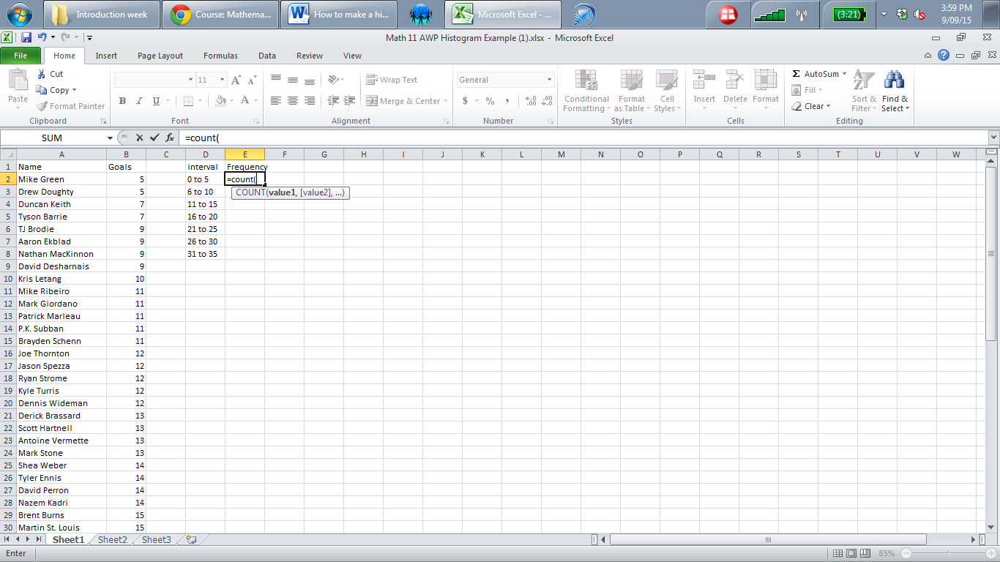 Introduction week
Course: Mathema...
How to make a hi...
Microsoft Excel - ...
(3:21)
3:59 PM
9/09/15
Math 11 AWP Histogram Example (1).xlsx - Microsoft Excel
File Home Insert Page Layout Formulas Data Review View
Paste
Cut
Copy
Format Painter
Clipboard
11
B I U
Font
Wrap Text
Merge & Center
Alignment
General
$ % ,
Number
Conditional Formatting
Format as Table
Cell Styles
Styles
Insert Delete Format
Cells
AutoSum
Fill
Clear
Sort & Filter
Find & Select
Editing
SUM fx =count(
A B C D E F G H I J K L M N O P Q R S T U V W
1 Name Goals interval Frequency
2 Mike Green 5 0 to 5 =count(
3 Drew Doughty 5 6 to 10 COUNT(value1, [value2], ...)
4 Duncan Keith 7 11 to 15
5 Tyson Barrie 7 16 to 20
6 TJ Brodie 9 21 to 25
7 Aaron Ekblad 9 26 to 30
8 Nathan MacKinnon 9 31 to 35
9 David Desharnais 9
10 Kris Letang 10
11 Mike Ribeiro 11
12 Mark Giordano 11
13 Patrick Marleau 11
14 P.K. Subban 11
15 Brayden Schenn 11
16 Joe Thornton 12
17 Jason Spezza 12
18 Ryan Strome 12
19 Kyle Turris 12
20 Dennis Wideman 12
21 Derick Brassard 13
22 Scott Hartnell 13
23 Antoine Vermette 13
24 Mark Stone 13
25 Shea Weber 14
26 Tyler Ennis 14
27 David Perron 14
28 Nazem Kadri 14
29 Brent Burns 15
30 Martin St. Louis 15
Sheet1 Sheet2 Sheet3
Enter
85%